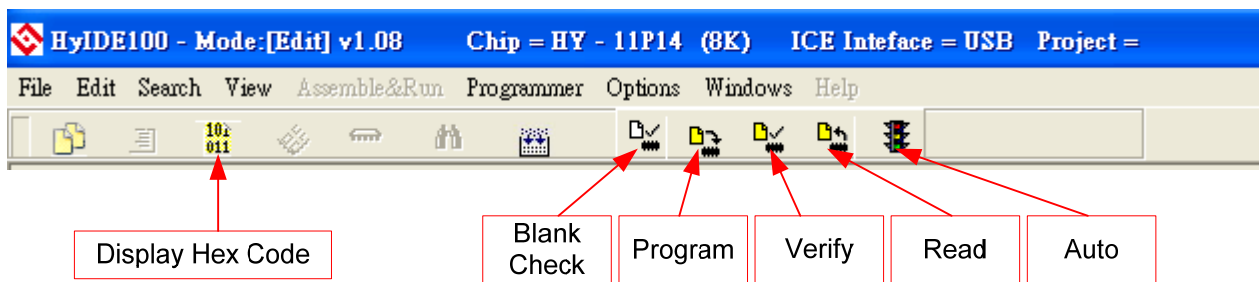 HyIDE100 - Mode:[Edit] v1.08 Chip = HY - 11P14 (8K) ICE Inteface = USB Project =
File Edit Search View Assemble&Run Programmer Options Windows Help
101
011
Display Hex Code
Blank
Check
Program
Verify
Read
Auto